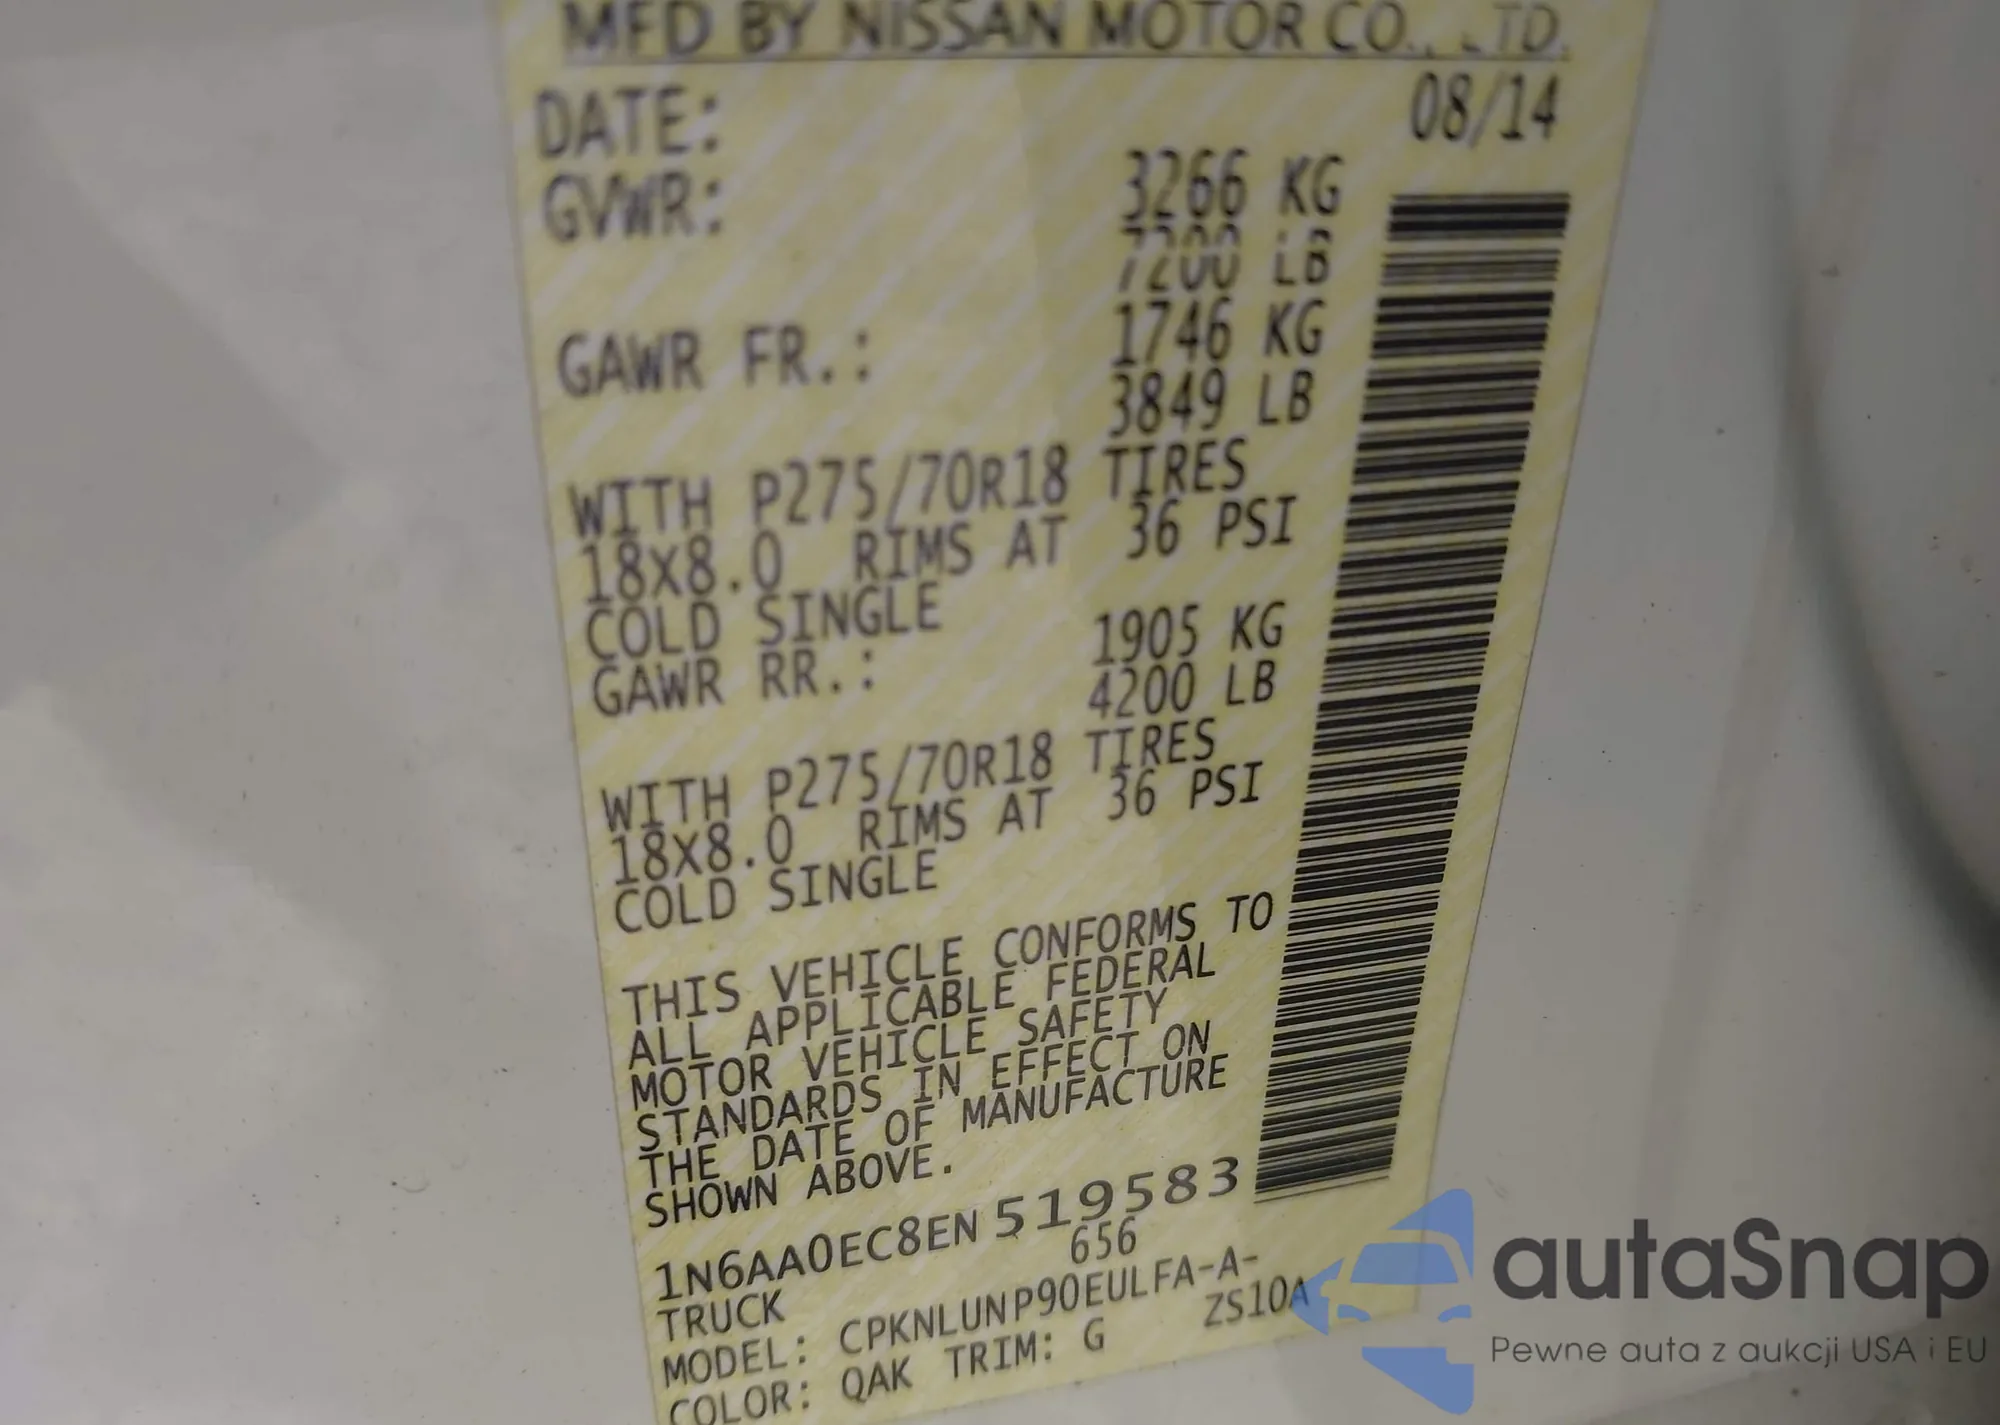 MFD BY NISSAN MOTOR CO., LTD.
DATE: 08/14
GVWR: 3266 KG
7200 LB
GAWR FR.: 1746 KG
3849 LB
WITH P275/70R18 TIRES
18X8.0 RIMS AT 36 PSI
COLD SINGLE
GAWR RR.: 1905 KG
4200 LB
WITH P275/70R18 TIRES
18X8.0 RIMS AT 36 PSI
COLD SINGLE
THIS VEHICLE CONFORMS TO
ALL APPLICABLE FEDERAL
MOTOR VEHICLE SAFETY
STANDARDS IN EFFECT ON
THE DATE OF MANUFACTURE
SHOWN ABOVE.
1N6AA0EC8EN519583
TRUCK 656
MODEL: CPKNLUNP90EULFA-A-
COLOR: QAK TRIM: G ZS10A
autaSnap
Pewne auta z aukcji USA i EU